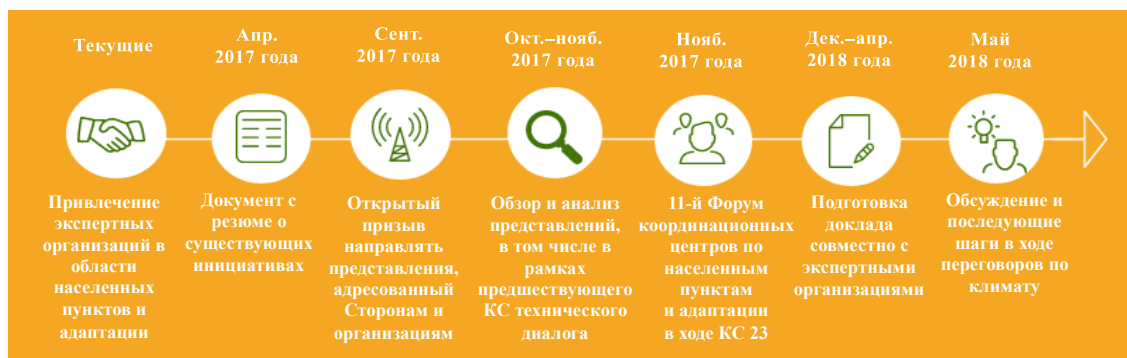 Текущие
Привлечение
экспертных
организаций в
области
населенных
пунктов и
адаптации
Апр.
2017 года
Документ с
резюме о
существующих
инициативах
Сент.
2017 года
Открытый
призыв
направлять
представления,
адресованный
Сторонам и
организациям
Окт.–нояб.
2017 года
Обзор и анализ
представлений,
в том числе в
рамках
предшествующего
КС технического
диалога
Нояб.
2017 года
11-й Форум
координационных
центров по
населенным
пунктам
и адаптации
в ходе КС 23
Дек.–апр.
2018 года
Подготовка
доклада
совместно с
экспертными
организациями
Май
2018 года
Обсуждение и
последующие
шаги в ходе
переговоров по
климату